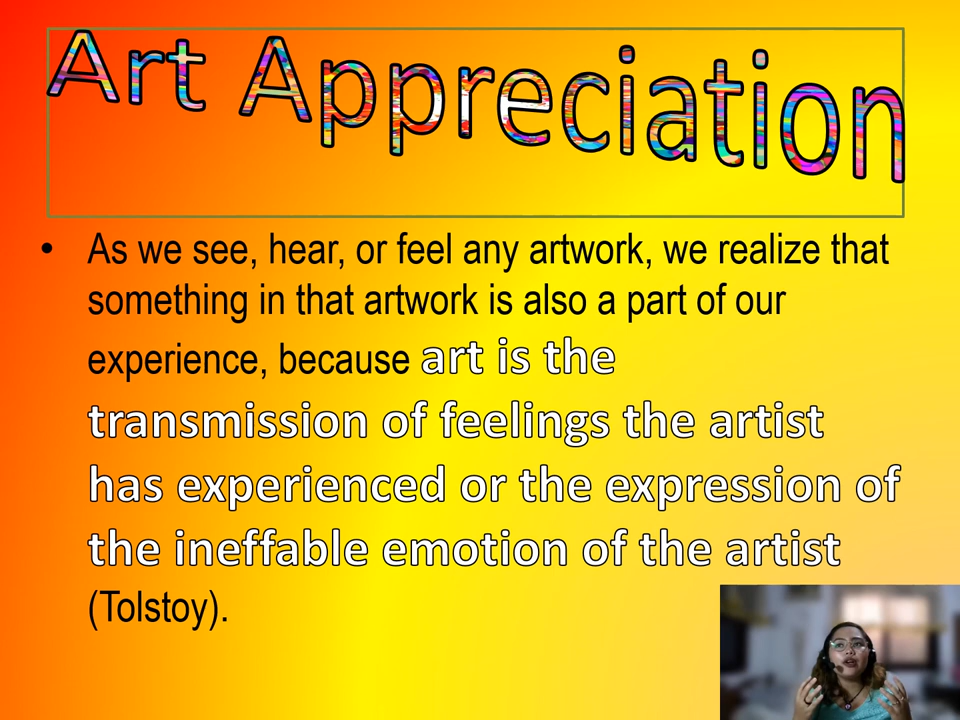 Art Appreciation
• As we see, hear, or feel any artwork, we realize that
something in that artwork is also a part of our
experience, because art is the
transmission of feelings the artist
has experienced or the expression of
the ineffable emotion of the artist
(Tolstoy).